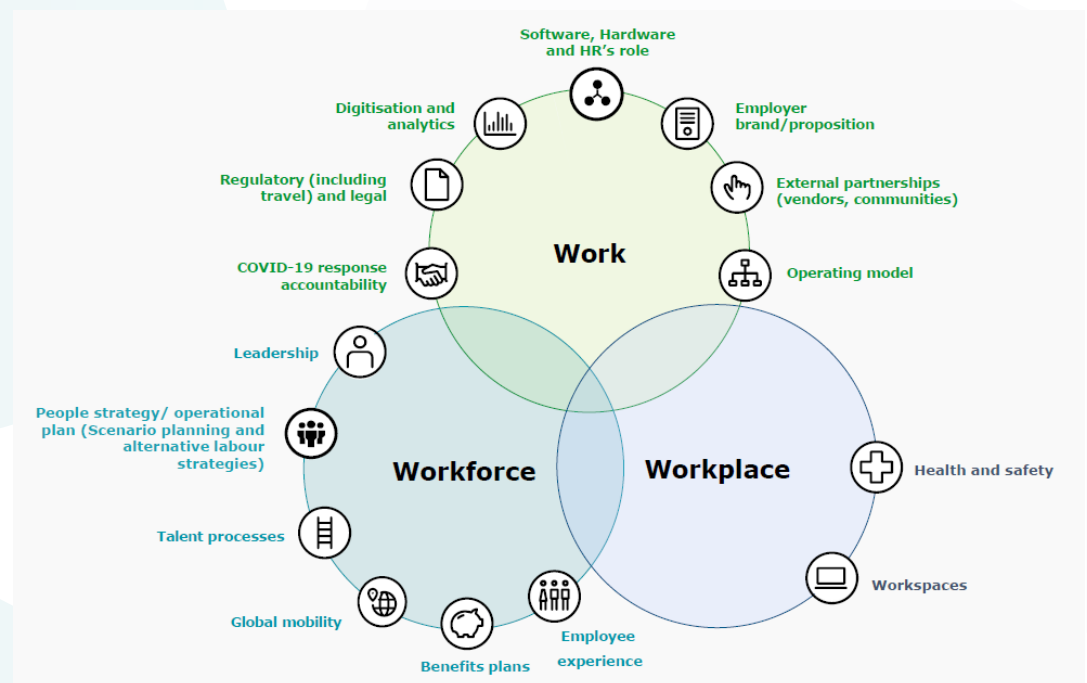 Software, Hardware
and HR's role
Digitisation and
analytics
Employer
brand/proposition
Regulatory (including
travel) and legal
External partnerships
(vendors, communities)
Work
COVID-19 response
accountability
Operating model
Leadership
People strategy/ operational
plan (Scenario planning and
alternative labour
strategies)
Workforce
Workplace
Health and safety
Talent processes
Workspaces
Global mobility
Employee
experience
Benefits plans